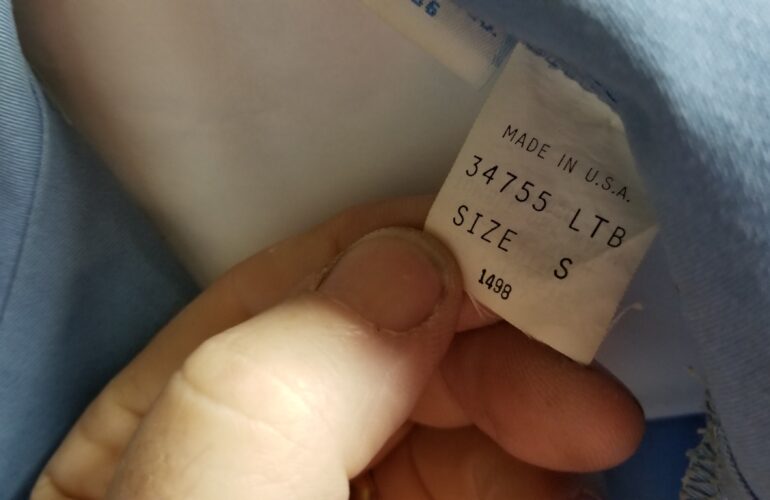 MADE IN U.S.A.
34755 LTB
SIZE S
1498